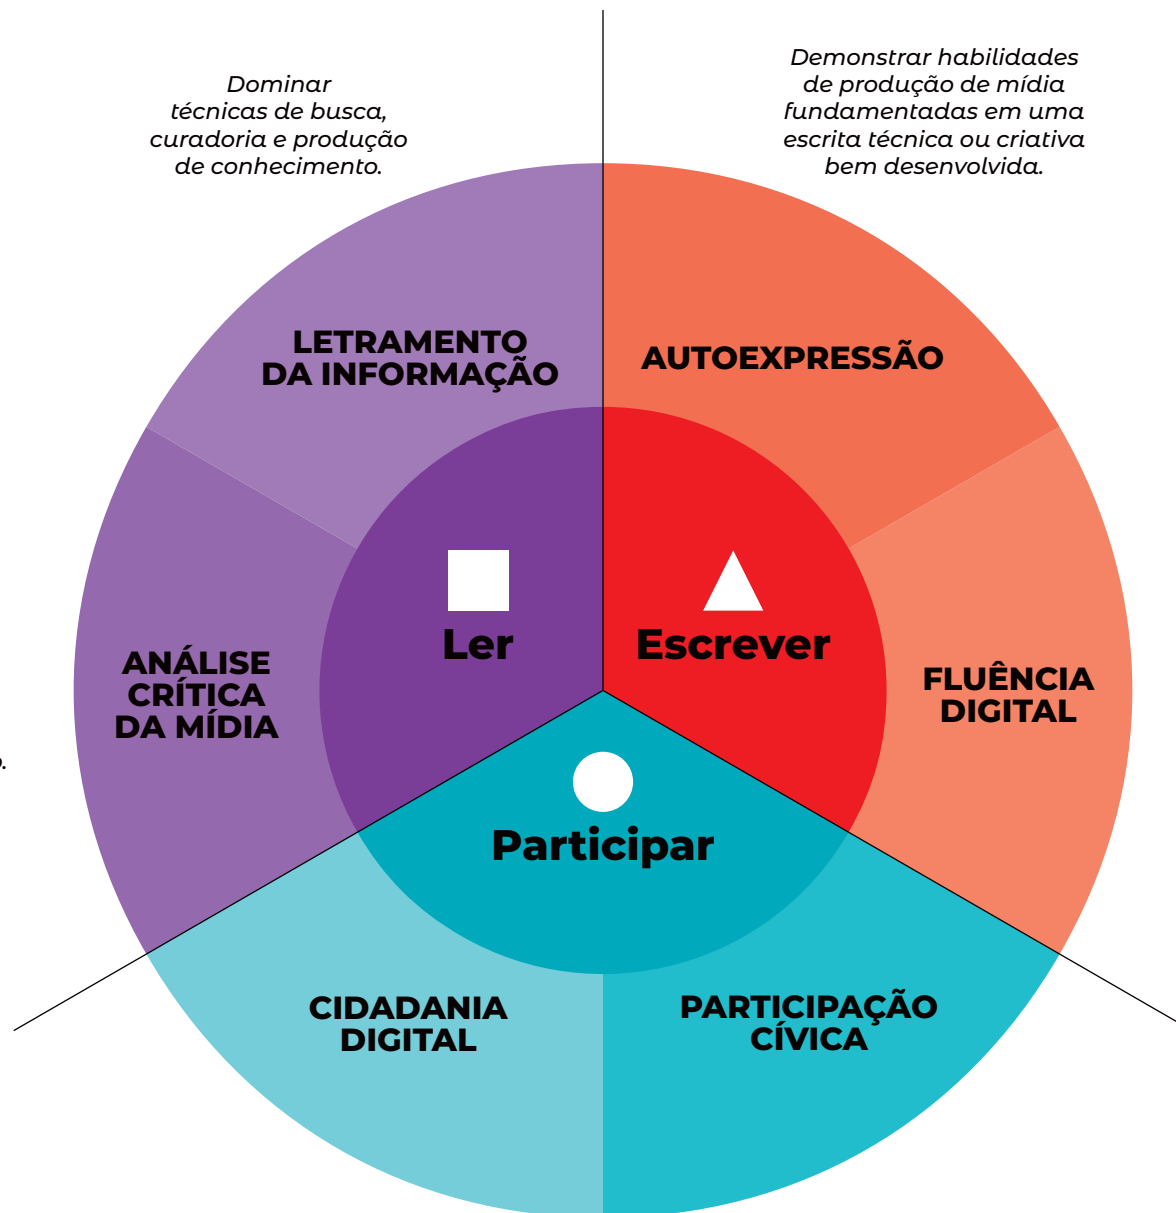 Dominar
técnicas de busca,
curadoria e produção
de conhecimento.
Demonstrar habilidades
de produção de mídia
fundamentadas em uma
escrita técnica ou criativa
bem desenvolvida.
LETRAMENTO
DA INFORMAÇÃO
AUTOEXPRESSÃO
Ler
Escrever
ANÁLISE
CRÍTICA
DA MÍDIA
FLUÊNCIA
DIGITAL
Participar
CIDADANIA
DIGITAL
PARTICIPAÇÃO
CÍVICA